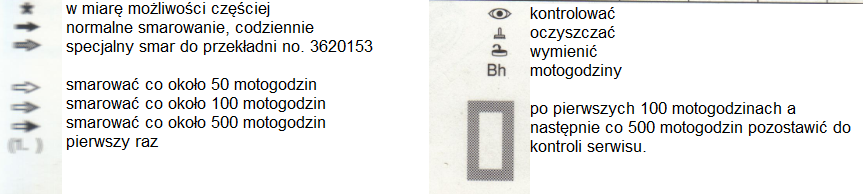 w miarę możliwości częściej
normalne smarowanie, codziennie
specjalny smar do przekładni no. 3620153
smarować co około 50 motogodzin
smarować co około 100 motogodzin
smarować co około 500 motogodzin
(1. ) pierwszy raz
kontrolować
oczyszczać
wymienić
Bh motogodziny
po pierwszych 100 motogodzinach a
następnie co 500 motogodzin pozostawić do
kontroli serwisu.